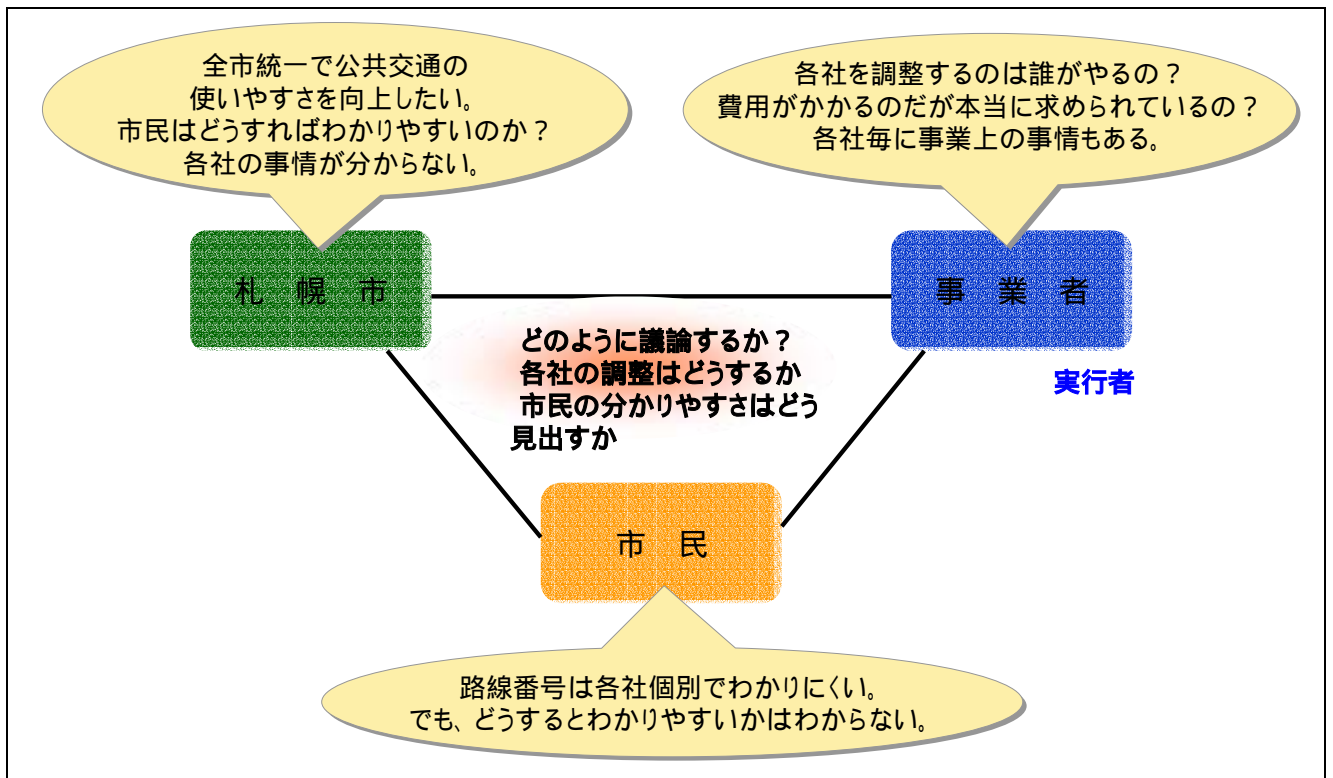 全市統一で公共交通の
使いやすさを向上したい。
市民はどうすればわかりやすいのか？
各社の事情が分からない。
各社を調整するのは誰がやるの？
費用がかかるのだが本当に求められているの？
各社毎に事業上の事情もある。
札　幌　市
事　業　者
どのように議論するか？
各社の調整はどうするか
市民の分かりやすさはどう
見出すか
実行者
市　民
路線番号は各社個別でわかりにくい。
でも、どうするとわかりやすいかはわからない。